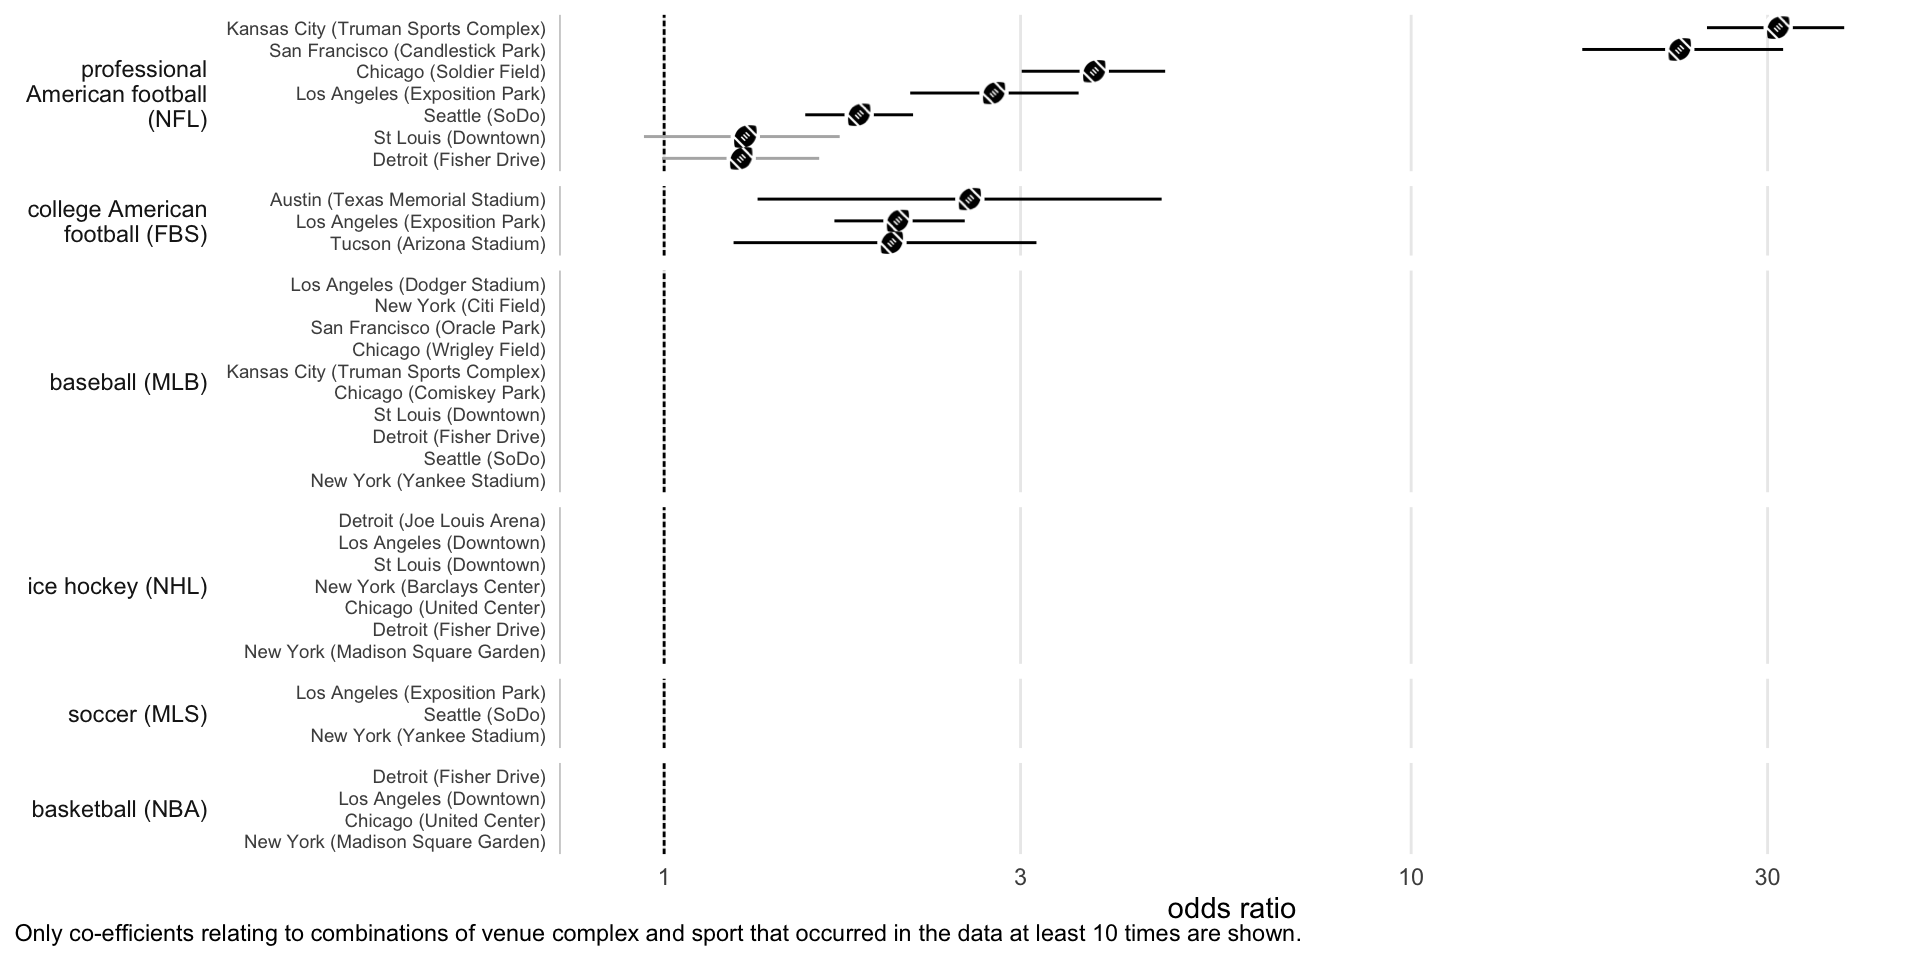 professional
American football
(NFL)
Kansas City (Truman Sports Complex)
San Francisco (Candlestick Park)
Chicago (Soldier Field)
Los Angeles (Exposition Park)
Seattle (SoDo)
St Louis (Downtown)
Detroit (Fisher Drive)
college American
football (FBS)
Austin (Texas Memorial Stadium)
Los Angeles (Exposition Park)
Tucson (Arizona Stadium)
baseball (MLB)
Los Angeles (Dodger Stadium)
New York (Citi Field)
San Francisco (Oracle Park)
Chicago (Wrigley Field)
Kansas City (Truman Sports Complex)
Chicago (Comiskey Park)
St Louis (Downtown)
Detroit (Fisher Drive)
Seattle (SoDo)
New York (Yankee Stadium)
ice hockey (NHL)
Detroit (Joe Louis Arena)
Los Angeles (Downtown)
St Louis (Downtown)
New York (Barclays Center)
Chicago (United Center)
Detroit (Fisher Drive)
New York (Madison Square Garden)
soccer (MLS)
Los Angeles (Exposition Park)
Seattle (SoDo)
New York (Yankee Stadium)
basketball (NBA)
Detroit (Fisher Drive)
Los Angeles (Downtown)
Chicago (United Center)
New York (Madison Square Garden)
1 3 10 30
odds ratio
Only co-efficients relating to combinations of venue complex and sport that occurred in the data at least 10 times are shown.